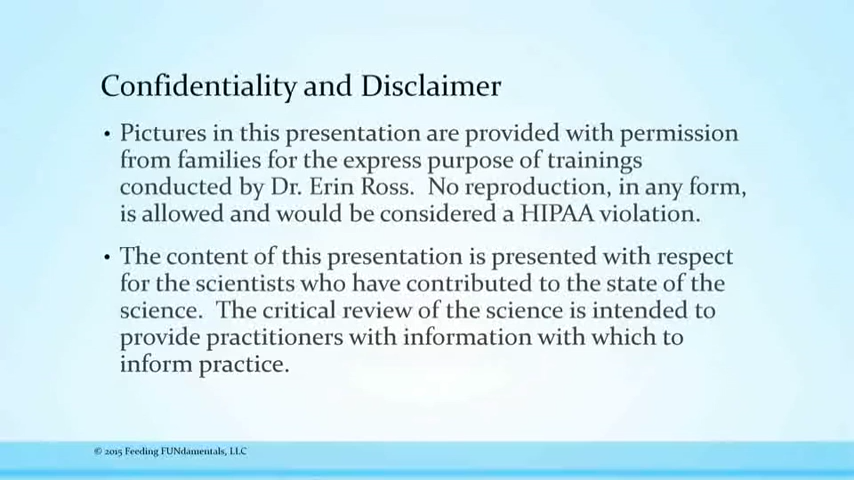 Confidentiality and Disclaimer
• Pictures in this presentation are provided with permission
from families for the express purpose of trainings
conducted by Dr. Erin Ross.  No reproduction, in any form,
is allowed and would be considered a HIPAA violation.
• The content of this presentation is presented with respect
for the scientists who have contributed to the state of the
science.  The critical review of the science is intended to
provide practitioners with information with which to
inform practice.
© 2015 Feeding FUNdamentals, LLC